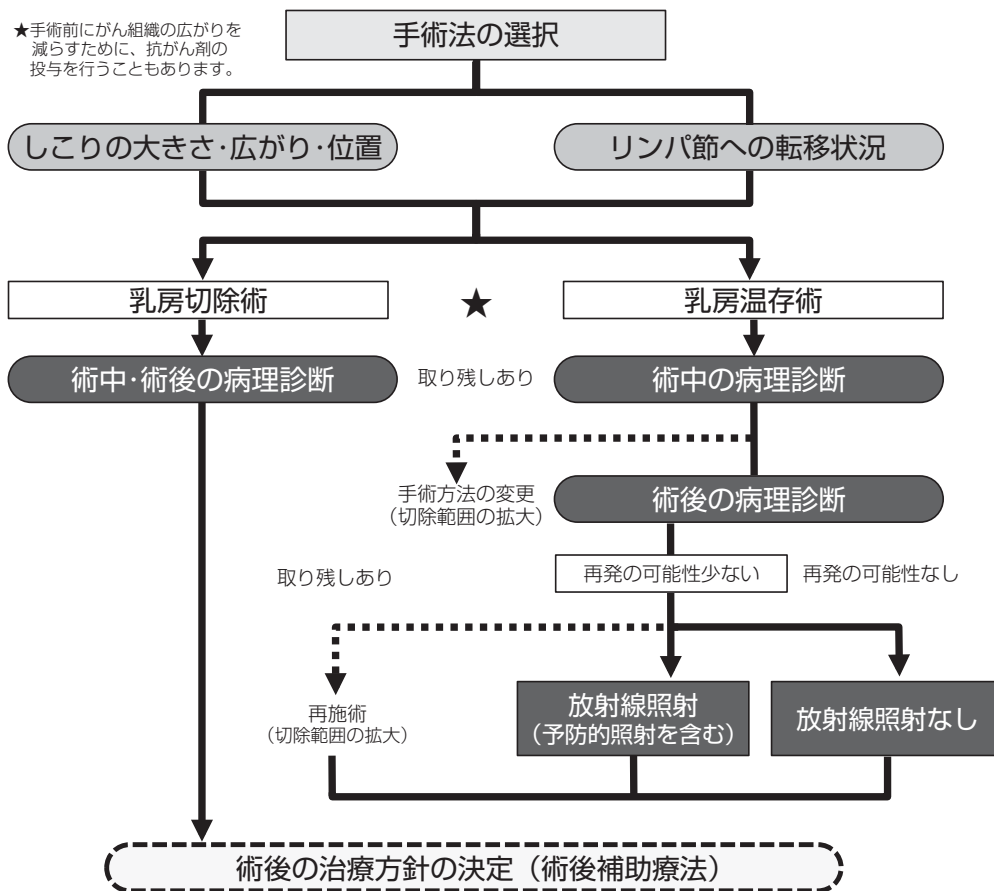 ★手術前にがん組織の広がりを
減らすために、抗がん剤の
投与を行うこともあります。
手術法の選択
しこりの大きさ・広がり・位置
リンパ節への転移状況
乳房切除術
★
乳房温存術
術中・術後の病理診断
取り残しあり
術中の病理診断
手術方法の変更
（切除範囲の拡大）
術後の病理診断
取り残しあり
再発の可能性少ない
再発の可能性なし
再施術
（切除範囲の拡大）
放射線照射
（予防的照射を含む）
放射線照射なし
術後の治療方針の決定（術後補助療法）